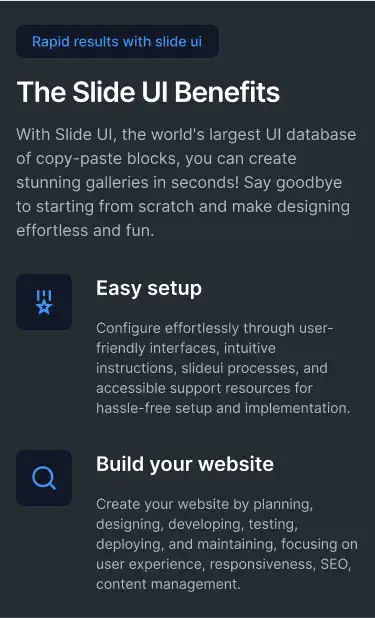 Rapid results with slide ui
The Slide UI Benefits
With Slide UI, the world's largest UI database
of copy-paste blocks, you can create
stunning galleries in seconds! Say goodbye
to starting from scratch and make designing
effortless and fun.
Easy setup
Configure effortlessly through user-
friendly interfaces, intuitive
instructions, slideui processes, and
accessible support resources for
hassle-free setup and implementation.
Build your website
Create your website by planning,
designing, developing, testing,
deploying, and maintaining, focusing on
user experience, responsiveness, SEO,
content management.